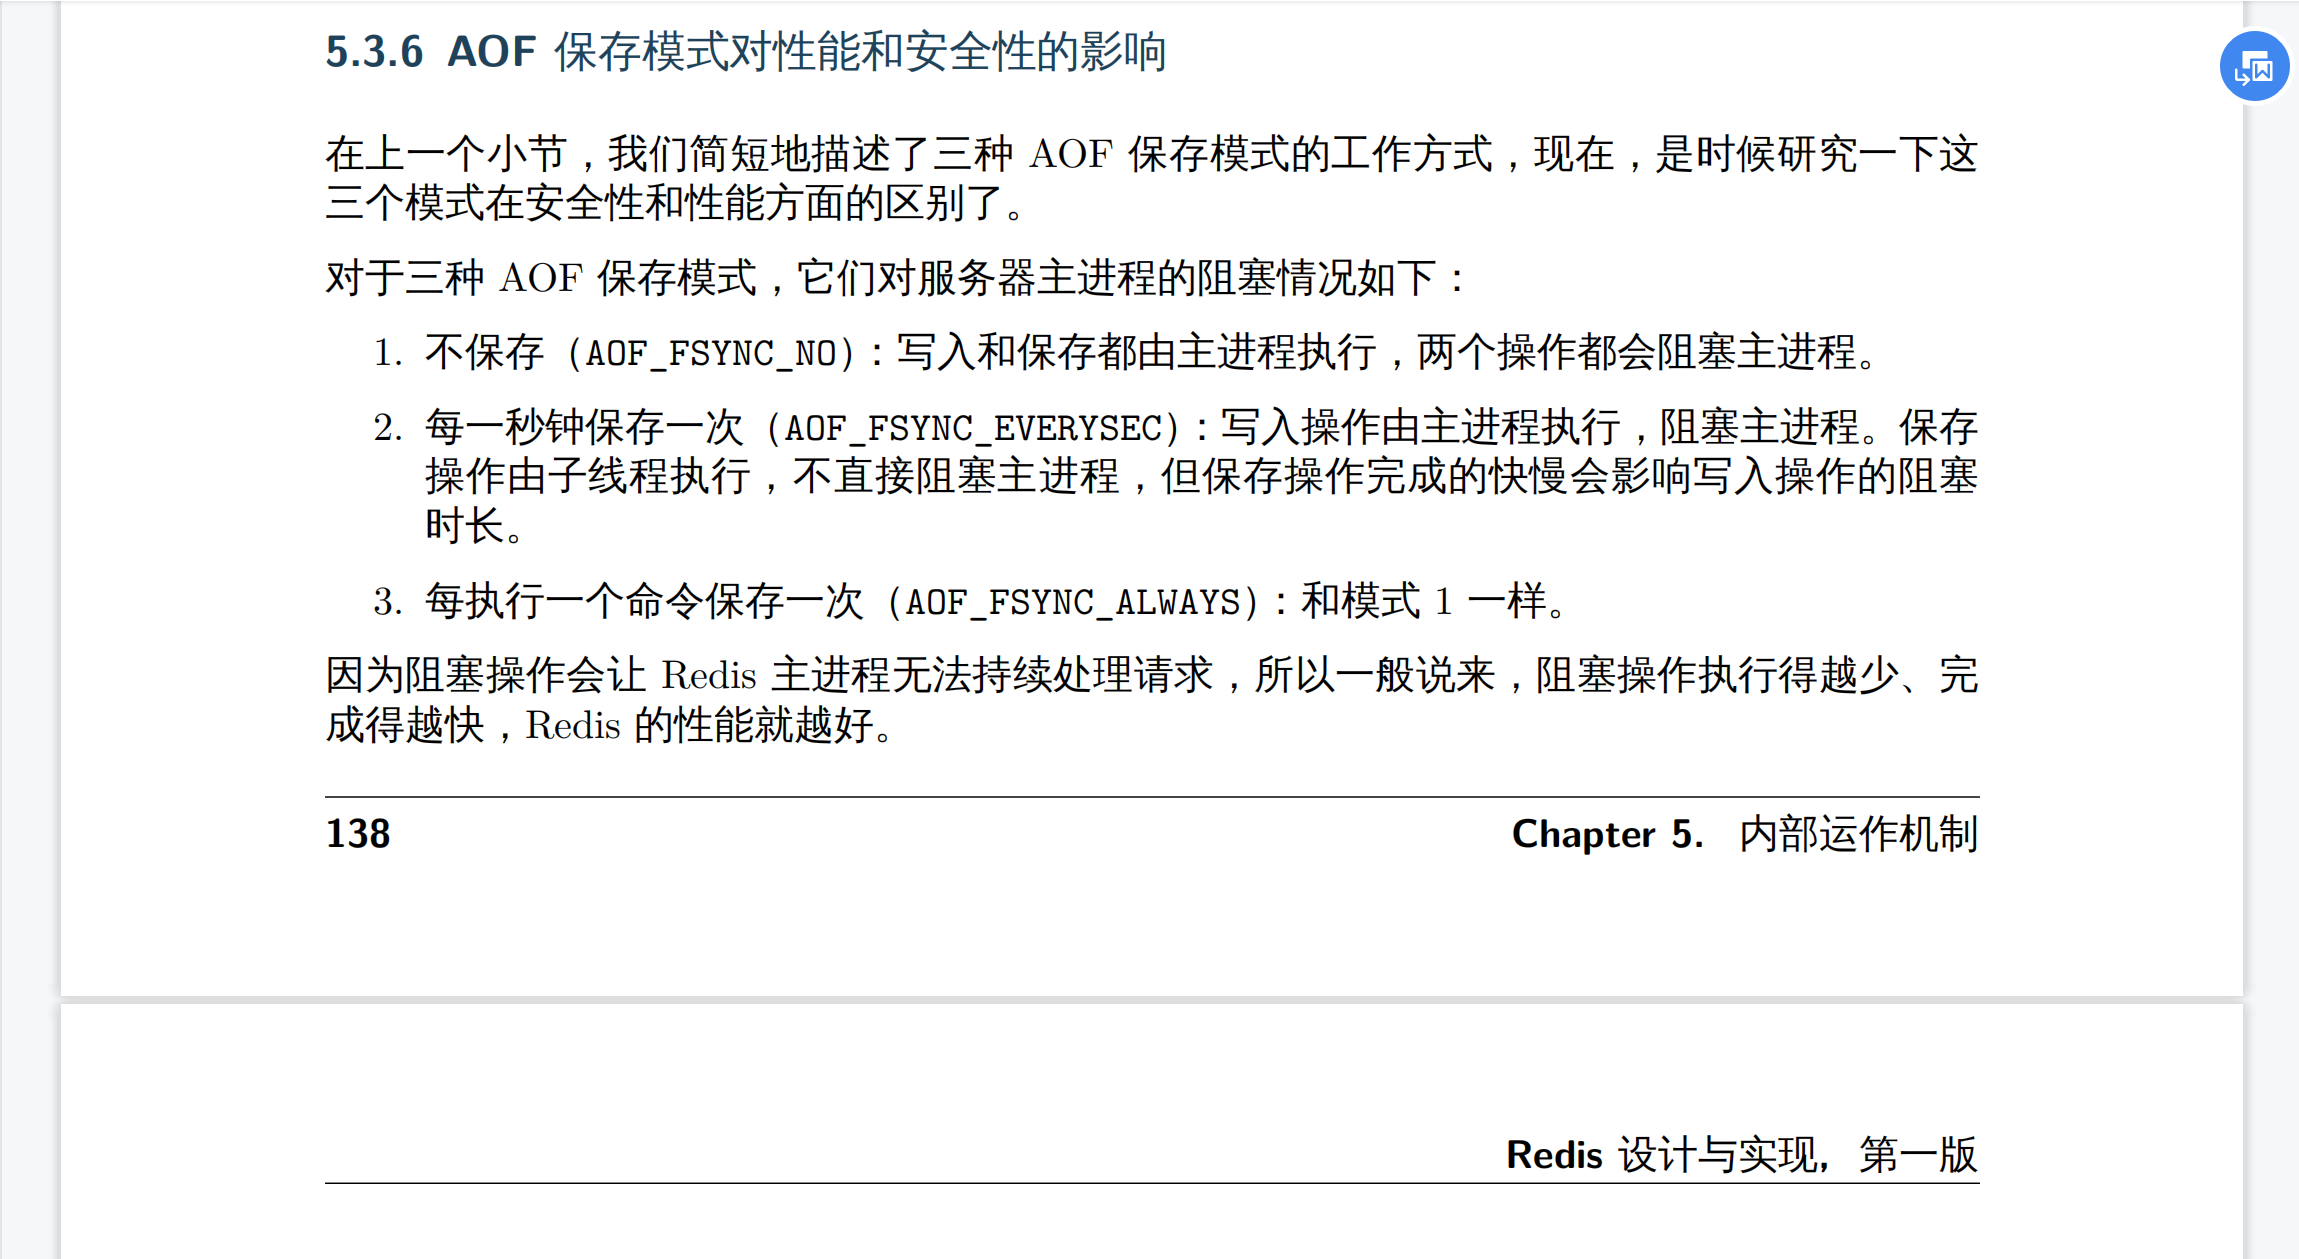 5.3.6 AOF 保存模式对性能和安全性的影响
在上一个小节，我们简短地描述了三种 AOF 保存模式的工作方式，现在，是时候研究一下这
三个模式在安全性和性能方面的区别了。
对于三种 AOF 保存模式，它们对服务器主进程的阻塞情况如下：
1. 不保存（AOF_FSYNC_NO）：写入和保存都由主进程执行，两个操作都会阻塞主进程。
2. 每一秒钟保存一次（AOF_FSYNC_EVERYSEC）：写入操作由主进程执行，阻塞主进程。保存
操作由子线程执行，不直接阻塞主进程，但保存操作完成的快慢会影响写入操作的阻塞
时长。
3. 每执行一个命令保存一次（AOF_FSYNC_ALWAYS）：和模式 1 一样。
因为阻塞操作会让 Redis 主进程无法持续处理请求，所以一般说来，阻塞操作执行得越少、完
成得越快，Redis 的性能就越好。
138
Chapter 5. 内部运作机制
Redis 设计与实现, 第一版